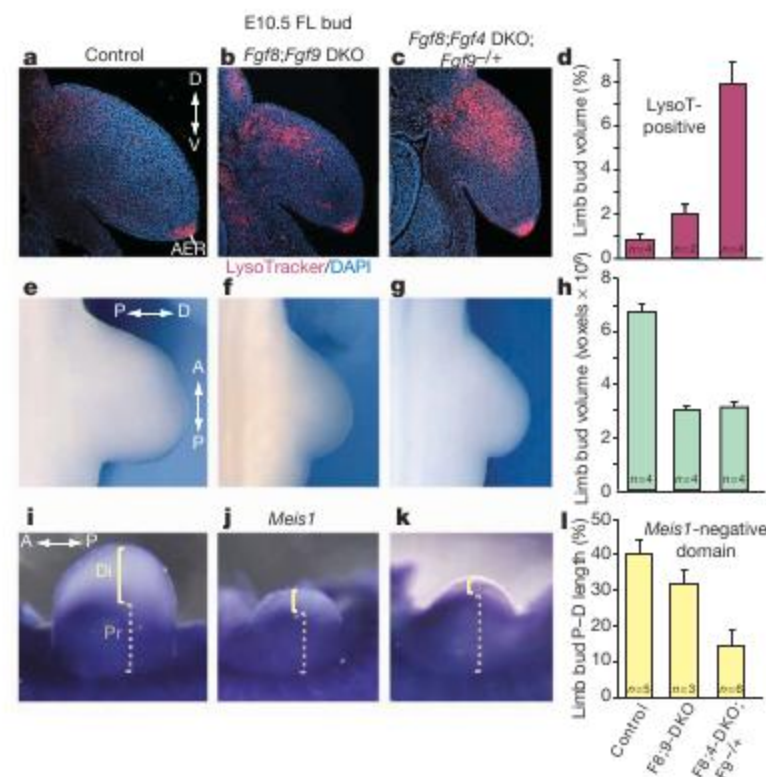 E10.5 FL bud
a Control
b Fgf8;Fgf9 DKO
c Fgf8;Fgf4 DKO;
Fgf9–/+
D
V
AER
LysoTracker/DAPI
d
Limb bud volume (%)
8
6
4
2
0
LysoT-
positive
n=4
n=2
n=4
e
P D
A
P
f
g
h
Limb bud volume (voxels × 10⁶)
8
6
4
2
0
n=4
n=4
n=4
i
A P
Di
Pr
j
Meis1
k
l
Limb bud P–D length (%)
50
40
30
20
10
0
Meis1-negative
domain
n=5
n=3
n=6
Control
F8;9-DKO
F8;4-DKO;
F9–/+